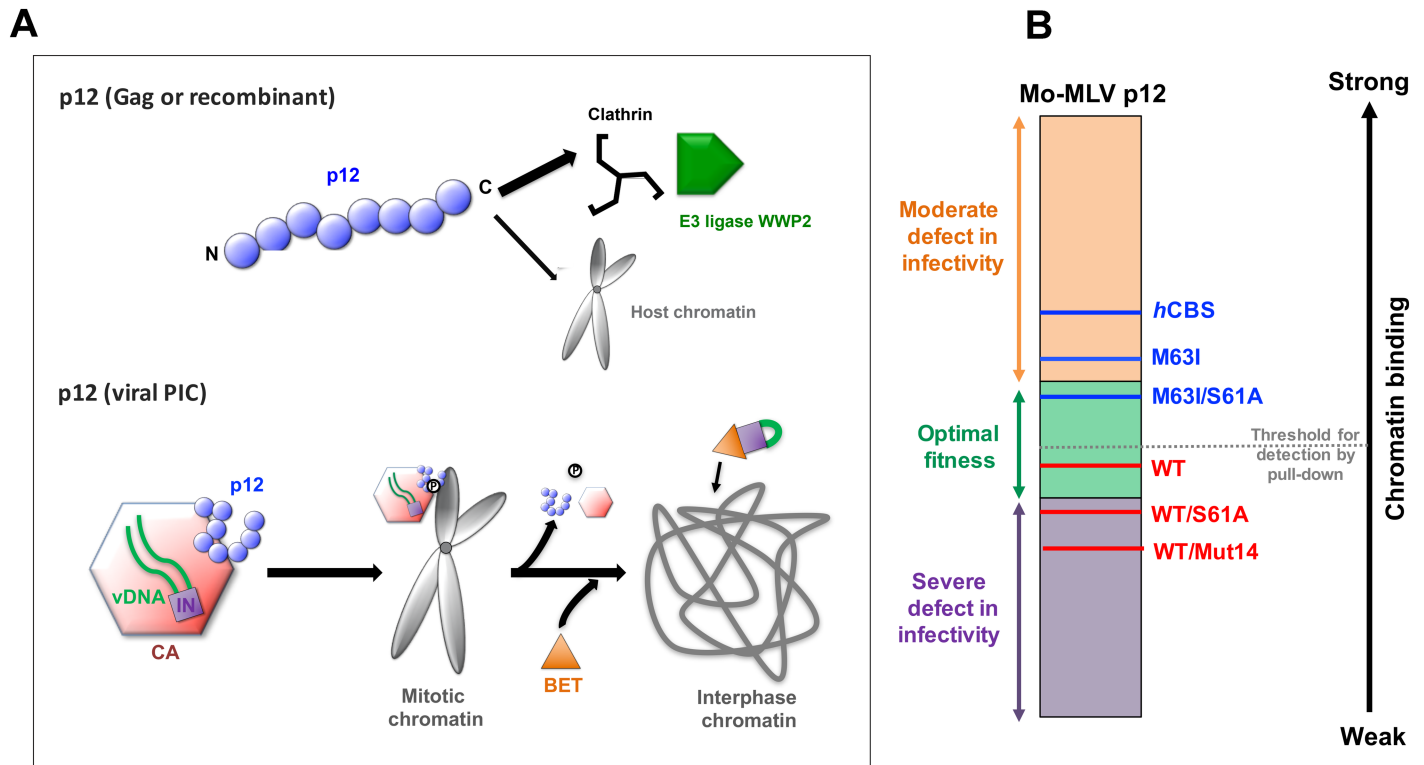 A
p12 (Gag or recombinant)
Clathrin
p12
C
N
E3 ligase WWP2
Host chromatin
p12 (viral PIC)
p12
vDNA
IN
CA
P
Mitotic
chromatin
P
BET
Interphase
chromatin
B
Mo-MLV p12
Strong
Moderate
defect in
infectivity
hCBS
M63I
M63I/S61A
Optimal
fitness
Threshold for
detection by
pull-down
WT
WT/S61A
WT/Mut14
Severe
defect in
infectivity
Chromatin binding
Weak